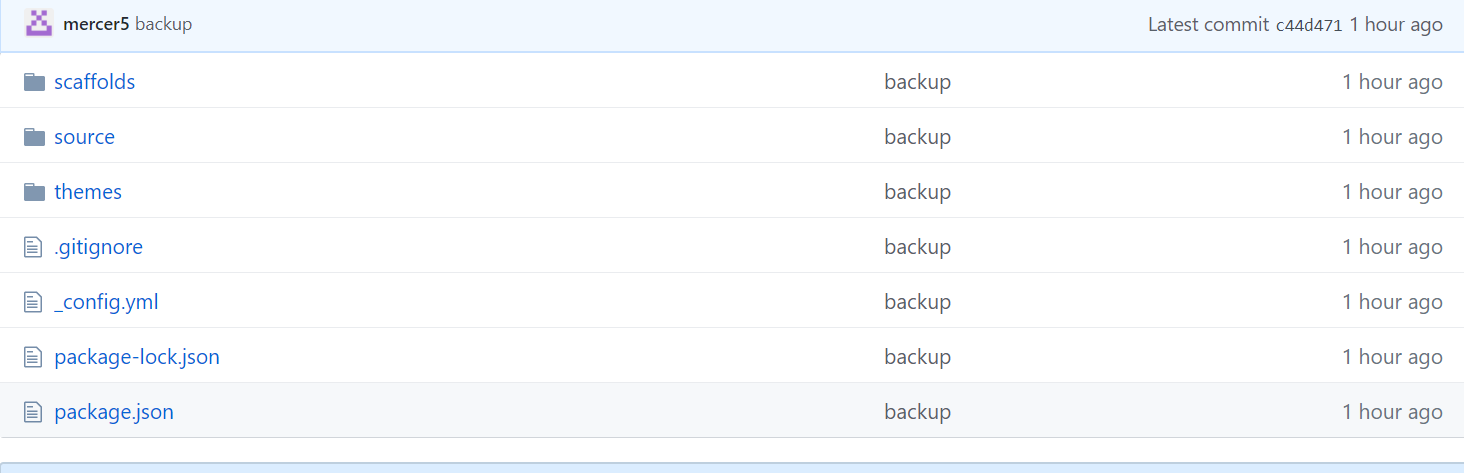 mercer5 backup Latest commit c44d471 1 hour ago
scaffolds backup 1 hour ago
source backup 1 hour ago
themes backup 1 hour ago
.gitignore backup 1 hour ago
_config.yml backup 1 hour ago
package-lock.json backup 1 hour ago
package.json backup 1 hour ago